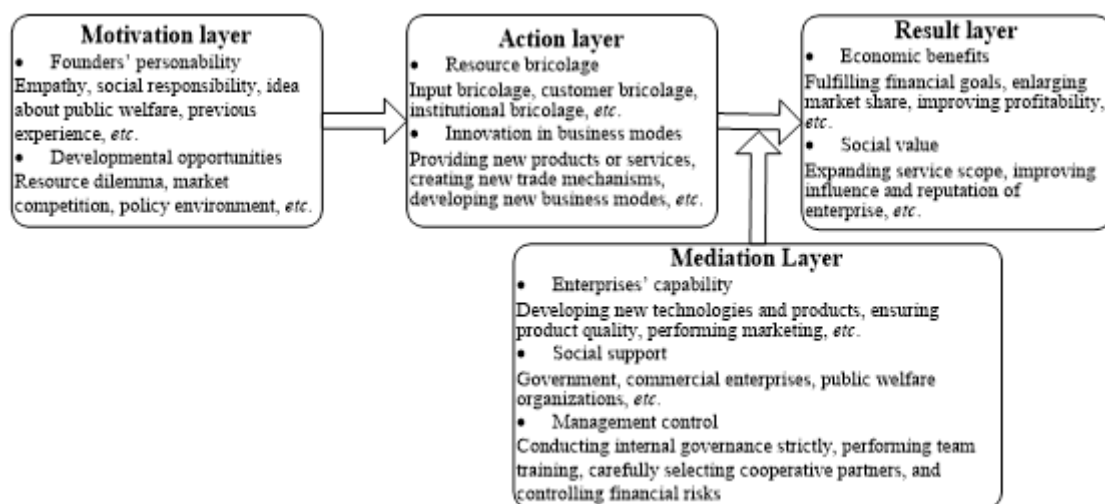 Motivation layer
• Founders' personability
Empathy, social responsibility, idea
about public welfare, previous
experience, etc.
• Developmental opportunities
Resource dilemma, market
competition, policy environment, etc.
Action layer
• Resource bricolage
Input bricolage, customer bricolage,
institutional bricolage, etc.
• Innovation in business modes
Providing new products or services,
creating new trade mechanisms,
developing new business modes, etc.
Result layer
• Economic benefits
Fulfilling financial goals, enlarging
market share, improving profitability,
etc.
• Social value
Expanding service scope, improving
influence and reputation of
enterprise, etc.
Mediation Layer
• Enterprises' capability
Developing new technologies and products, ensuring
product quality, performing marketing, etc.
• Social support
Government, commercial enterprises, public welfare
organizations, etc.
• Management control
Conducting internal governance strictly, performing team
training, carefully selecting cooperative partners, and
controlling financial risks